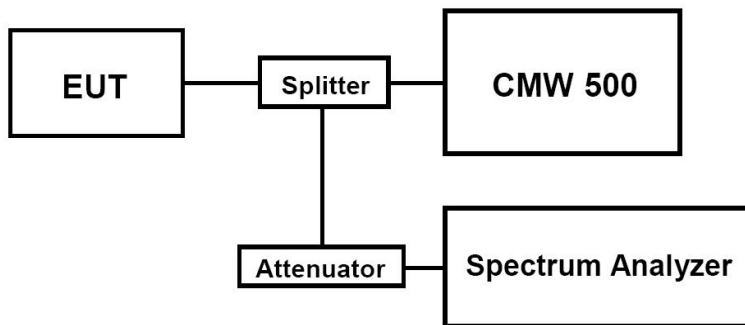 EUT
Splitter
CMW 500
Attenuator
Spectrum Analyzer